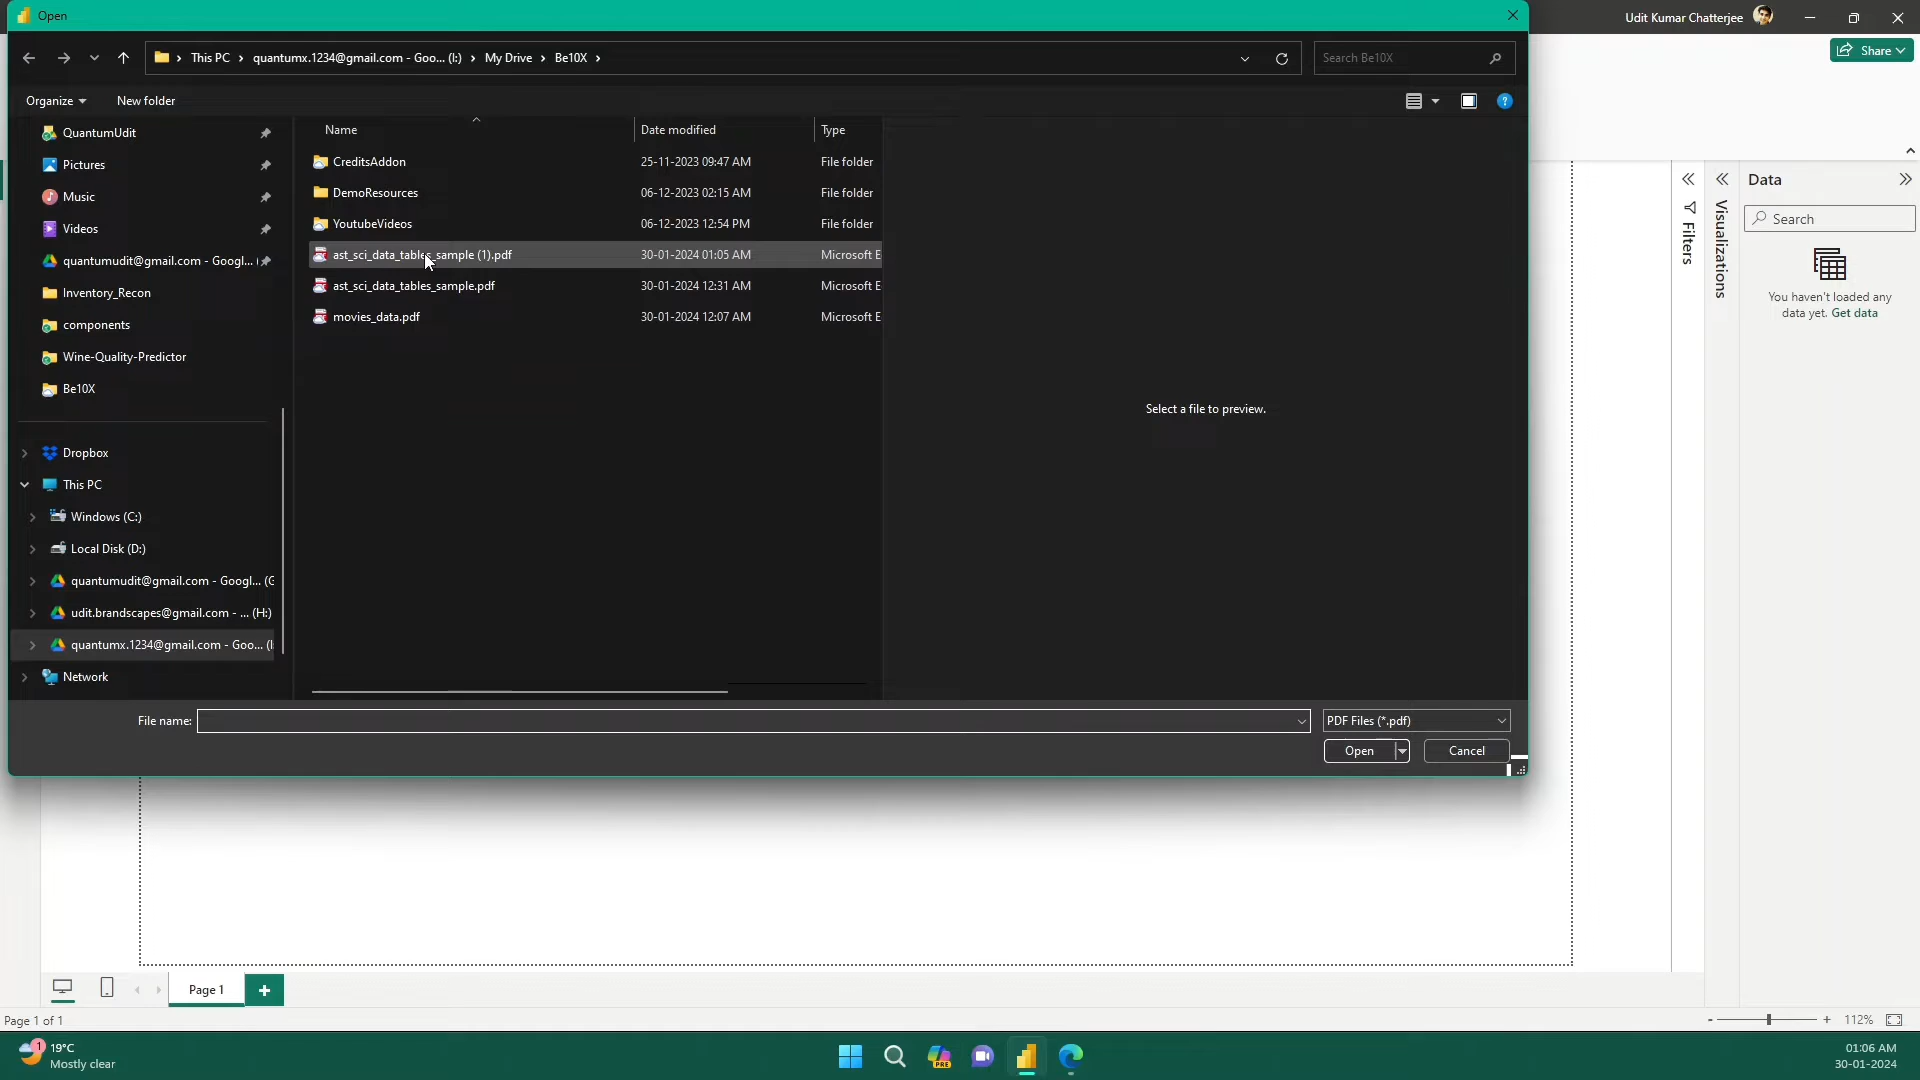 Open
Udit Kumar Chatterjee
This PC
quantumx.1234@gmail.com - Goo... (I:)
My Drive
Be10X
Search Be10X
Share
Organize
New folder
QuantumUdit
Pictures
Music
Videos
quantumudit@gmail.com - Googl... (
Inventory_Recon
components
Wine-Quality-Predictor
Be10X
Dropbox
This PC
Windows (C:)
Local Disk (D:)
quantumudit@gmail.com - Googl... (G
udit.brandscapes@gmail.com - ... (H:)
quantumx.1234@gmail.com - Goo... (I
Network
Name Date modified Type
CreditsAddon 25-11-2023 09:47 AM File folder
DemoResources 06-12-2023 02:15 AM File folder
YoutubeVideos 06-12-2023 12:54 PM File folder
ast_sci_data_tables_sample (1).pdf 30-01-2024 01:05 AM Microsoft E
ast_sci_data_tables_sample.pdf 30-01-2024 12:31 AM Microsoft E
movies_data.pdf 30-01-2024 12:07 AM Microsoft E
Select a file to preview.
File name:
PDF Files (*.pdf)
Open
Cancel
Filters
Visualizations
Data
Search
You haven't loaded any
data yet. Get data
Page 1
+
Page 1 of 1
- + 112%
1
19°C
Mostly clear
PRE
01:06 AM
30-01-2024